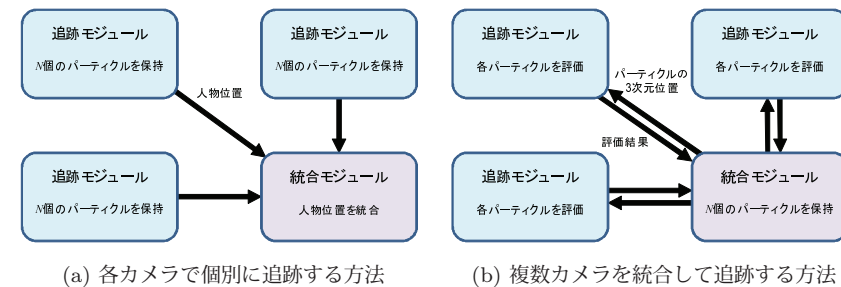 追跡モジュール
N個のパーティクルを保持
追跡モジュール
N個のパーティクルを保持
人物位置
追跡モジュール
N個のパーティクルを保持
統合モジュール
人物位置を統合
(a) 各カメラで個別に追跡する方法
追跡モジュール
各パーティクルを評価
パーティクルの
3次元位置
追跡モジュール
各パーティクルを評価
評価結果
追跡モジュール
各パーティクルを評価
統合モジュール
N個のパーティクルを保持
(b) 複数カメラを統合して追跡する方法